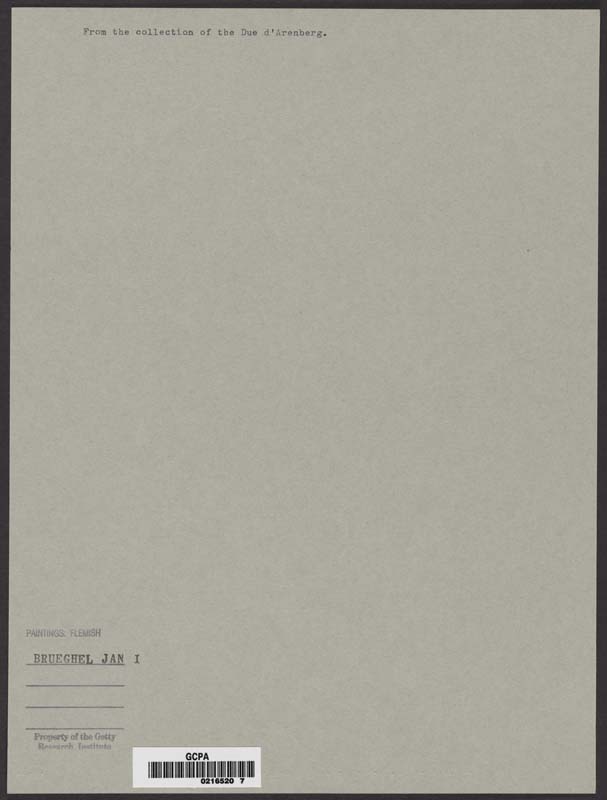 From the collection of the Due d'Arenberg.
PAINTINGS: FLEMISH
BRUEGHEL JAN I
Property of the Getty
Research Institute
GCPA
0216520 7